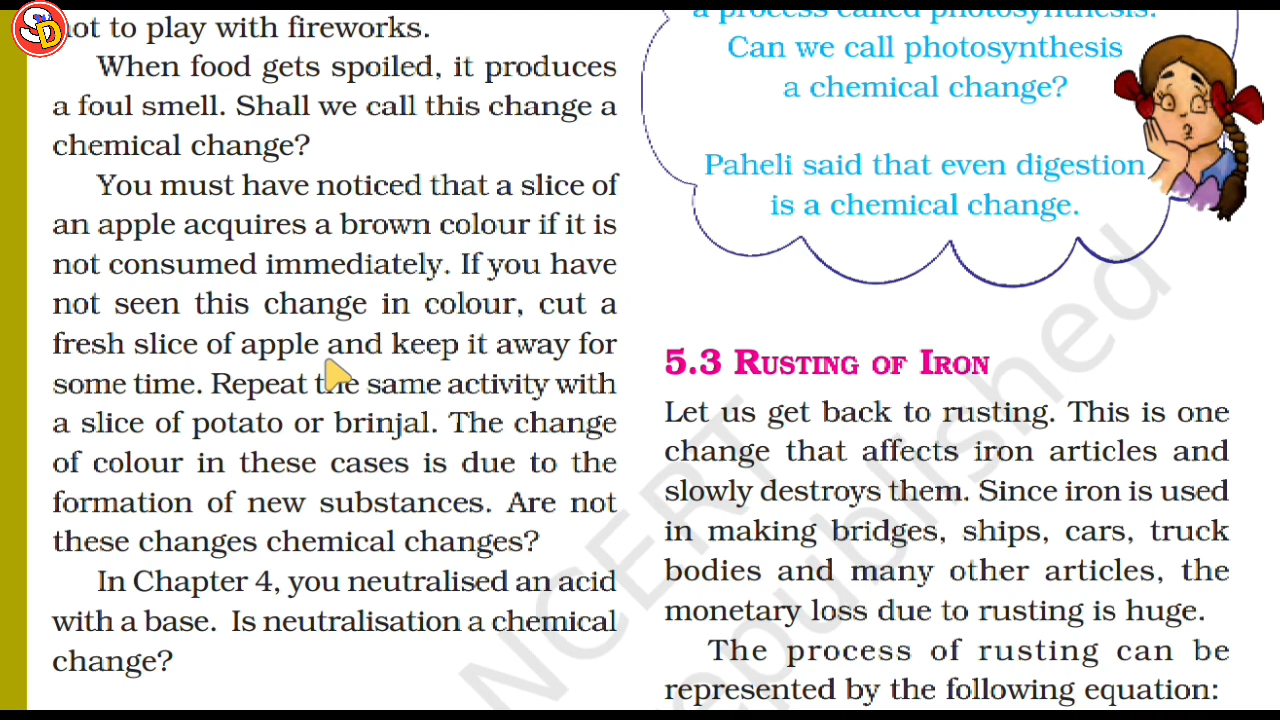 SD
not to play with fireworks.
When food gets spoiled, it produces
a foul smell. Shall we call this change a
chemical change?
You must have noticed that a slice of
an apple acquires a brown colour if it is
not consumed immediately. If you have
not seen this change in colour, cut a
fresh slice of apple and keep it away for
some time. Repeat the same activity with
a slice of potato or brinjal. The change
of colour in these cases is due to the
formation of new substances. Are not
these changes chemical changes?
In Chapter 4, you neutralised an acid
with a base. Is neutralisation a chemical
change?
a process called photosynthesis.
Can we call photosynthesis
a chemical change?
Paheli said that even digestion
is a chemical change.
5.3 RUSTING OF IRON
Let us get back to rusting. This is one
change that affects iron articles and
slowly destroys them. Since iron is used
in making bridges, ships, cars, truck
bodies and many other articles, the
monetary loss due to rusting is huge.
The process of rusting can be
represented by the following equation:
NCERT
republished